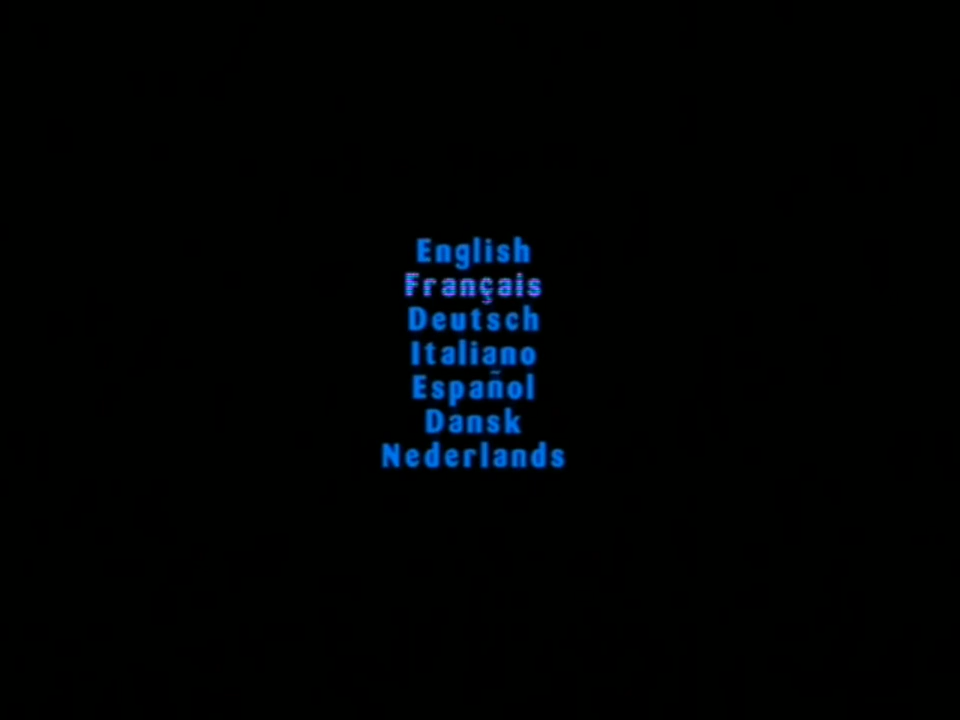 English
Français
Deutsch
Italiano
Español
Dansk
Nederlands